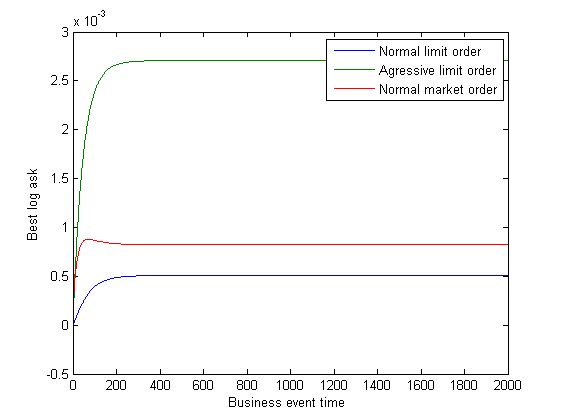 x 10^-3
3
2.5
2
1.5
1
0.5
0
-0.5
Best log ask
Normal limit order
Agressive limit order
Normal market order
0 200 400 600 800 1000 1200 1400 1600 1800 2000
Business event time